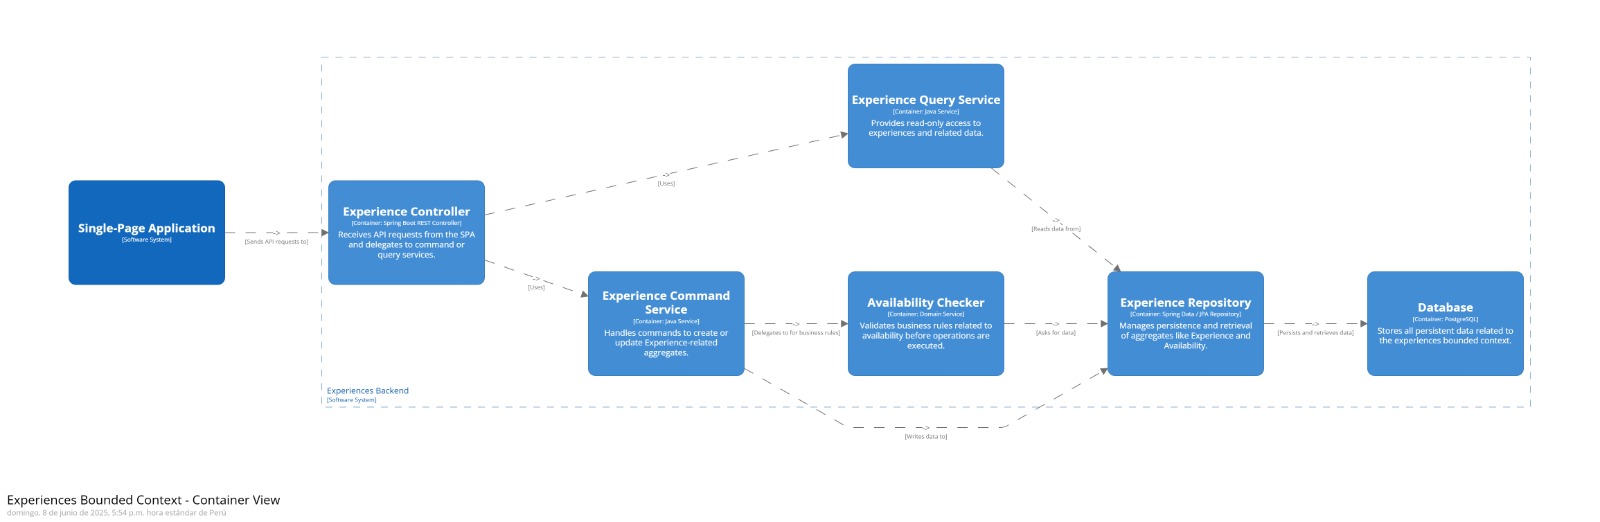 Experience Query Service
[Container: Java Service]
Provides read-only access to
experiences and related data.
Single-Page Application
[Software System]
->
[Sends API requests to]
Experience Controller
[Container: Spring Boot REST Controller]
Receives API requests from the SPA
and delegates to command or
query services.
->
[Uses]
->
[Uses]
->
[Reads data from]
Experience Command
Service
[Container: Java Service]
Handles commands to create or
update Experience-related
aggregates.
->
[Delegates to for business rules]
Availability Checker
[Container: Domain Service]
Validates business rules related to
availability before operations are
executed.
->
[Asks for data]
Experience Repository
[Container: Spring Data / JPA Repository]
Manages persistence and retrieval
of aggregates like Experience and
Availability.
->
[Persists and retrieves data]
Database
[Container: PostgreSQL]
Stores all persistent data related to
the experiences bounded context.
Experiences Backend
[Software System]
->
[Writes data to]
Experiences Bounded Context - Container View
domingo, 8 de junio de 2025, 5:54 p.m. hora estándar de Perú